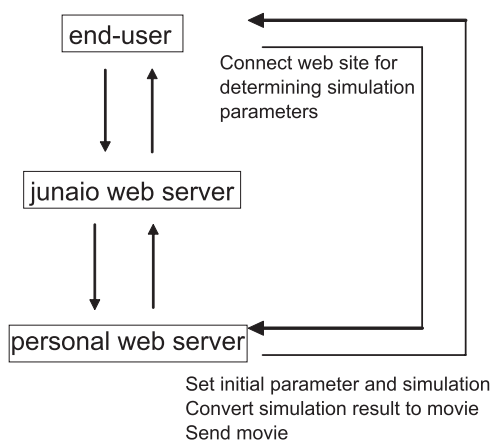 end-user
Connect web site for
determining simulation
parameters
junaio web server
personal web server
Set initial parameter and simulation
Convert simulation result to movie
Send movie